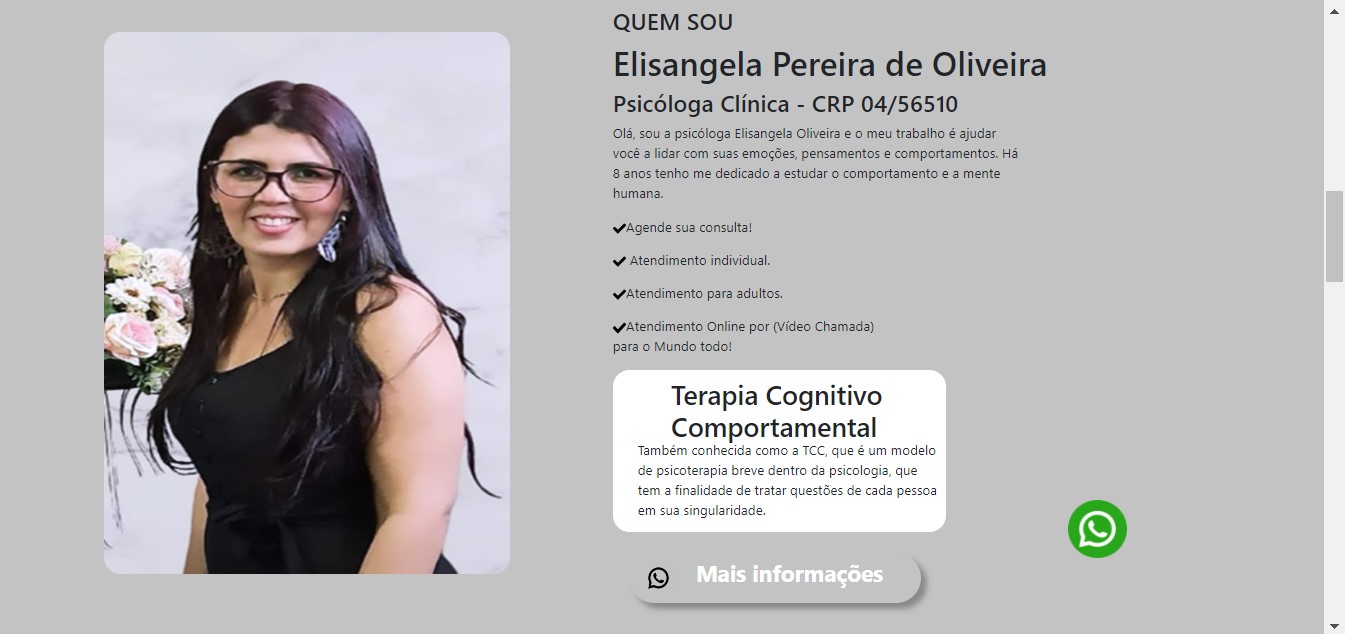 QUEM SOU
Elisangela Pereira de Oliveira
Psicóloga Clínica - CRP 04/56510
Olá, sou a psicóloga Elisangela Oliveira e o meu trabalho é ajudar
você a lidar com suas emoções, pensamentos e comportamentos. Há
8 anos tenho me dedicado a estudar o comportamento e a mente
humana.
✔Agende sua consulta!
✔ Atendimento individual.
✔Atendimento para adultos.
✔Atendimento Online por (Vídeo Chamada)
para o Mundo todo!
Terapia Cognitivo
Comportamental
Também conhecida como a TCC, que é um modelo
de psicoterapia breve dentro da psicologia, que
tem a finalidade de tratar questões de cada pessoa
em sua singularidade.
Mais informações